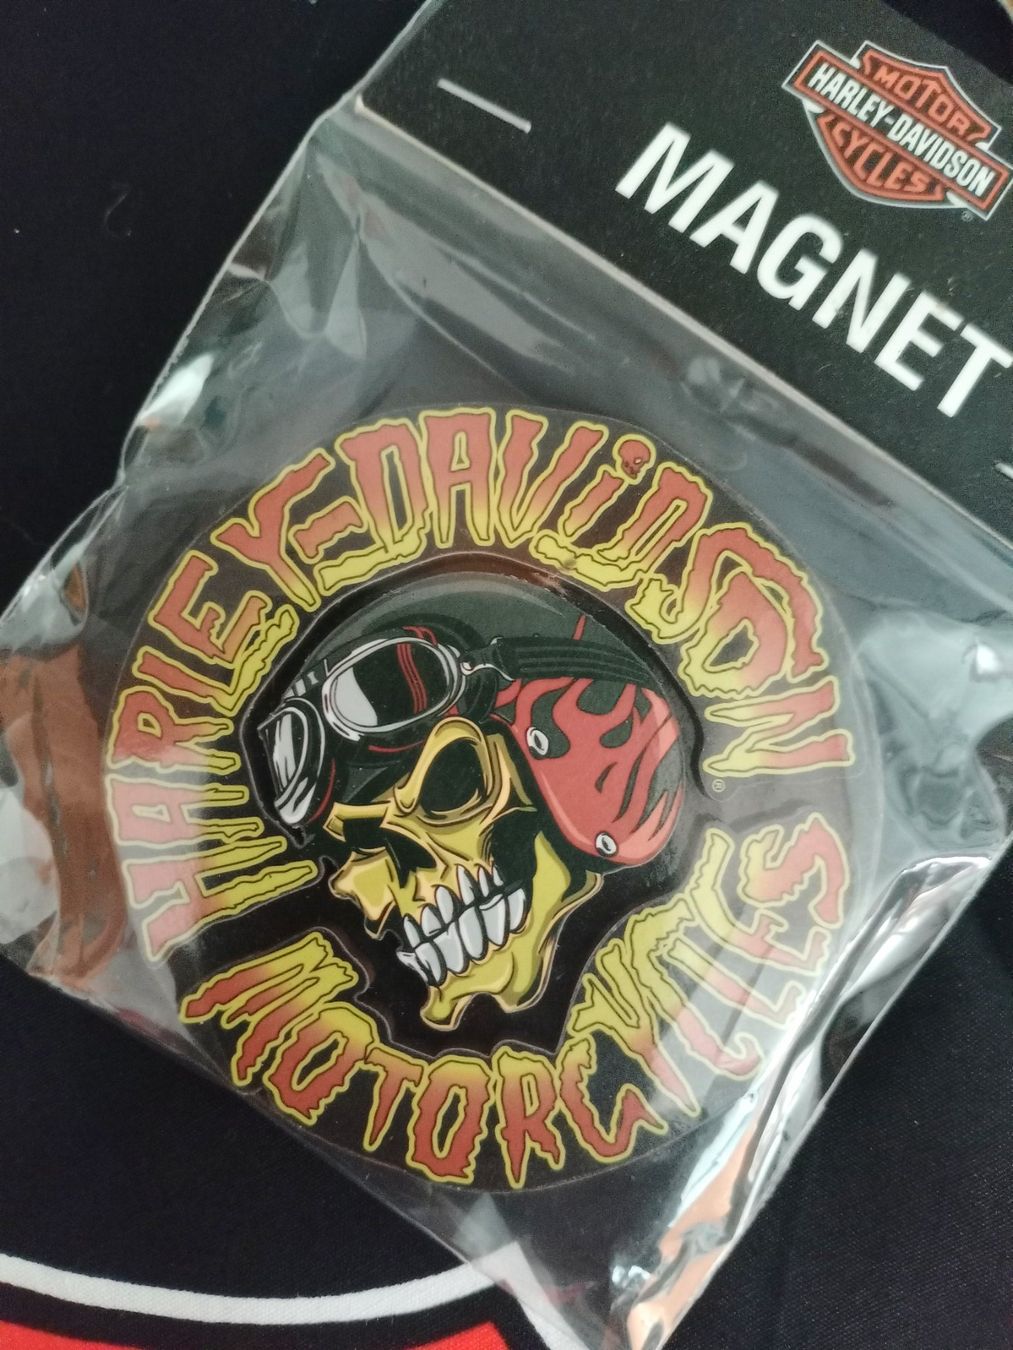 MOTOR
HARLEY-DAVIDSON
CYCLES
®
MAGNET
HARLEY-DAViDSON
®
MOTORCYCLES